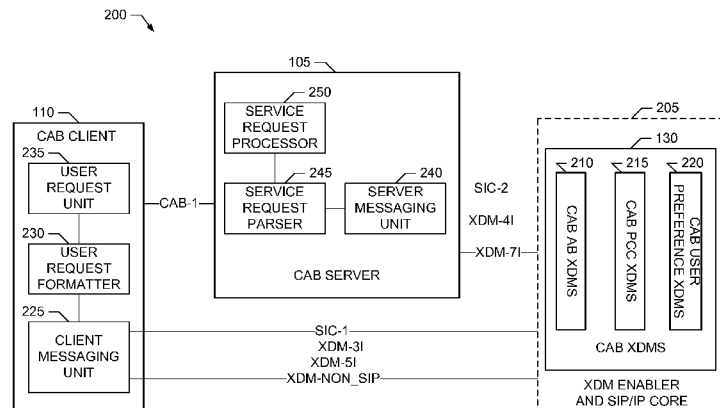 200
105
110
CAB CLIENT
235
USER
REQUEST
UNIT
230
USER
REQUEST
FORMATTER
225
CLIENT
MESSAGING
UNIT
CAB-1
250
SERVICE
REQUEST
PROCESSOR
245
SERVICE
REQUEST
PARSER
240
SERVER
MESSAGING
UNIT
CAB SERVER
SIC-2
XDM-4I
XDM-7I
SIC-1
XDM-3I
XDM-5I
XDM-NON_SIP
205
130
210
CAB AB XDMS
215
CAB PCC XDMS
220
CAB USER
PREFERENCE XDMS
CAB XDMS
XDM ENABLER
AND SIP/IP CORE